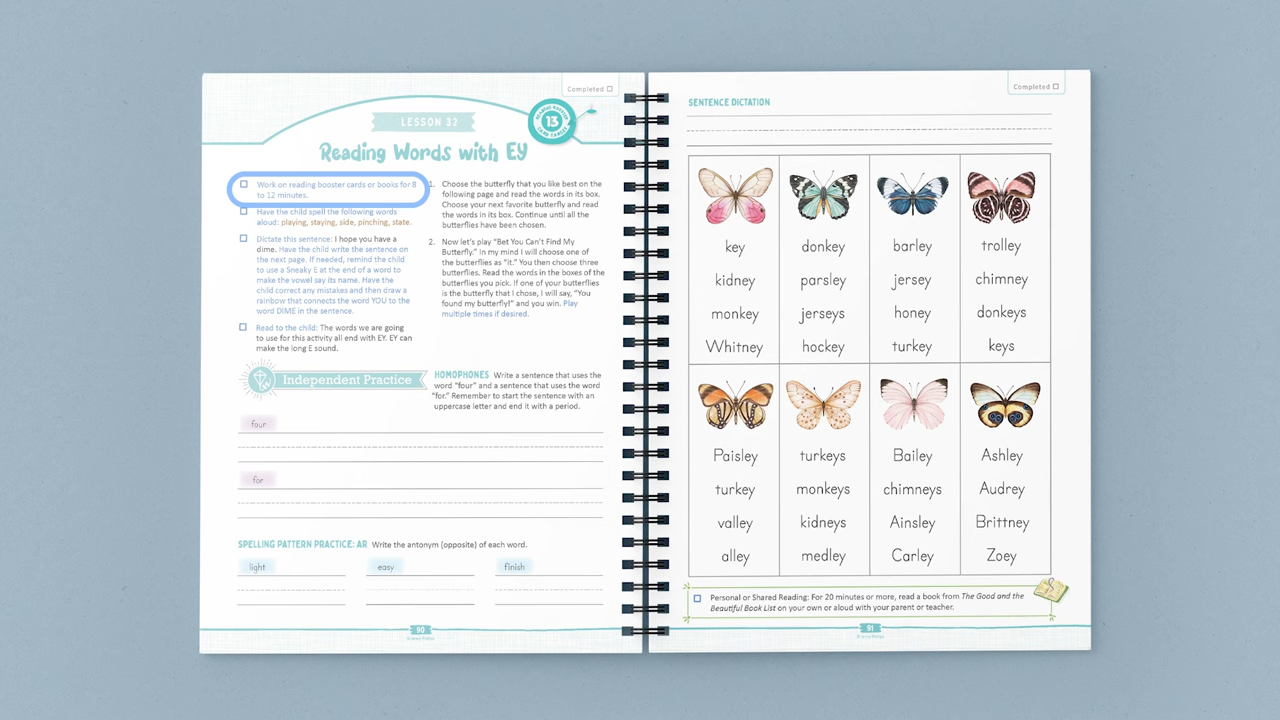 Completed
LESSON 32
13
Reading Words with EY
Work on reading booster cards or books for 8
to 12 minutes.
Have the child spell the following words
aloud: playing, staying, side, pinching, state.
Dictate this sentence: I hope you have a
dime. Have the child write the sentence on
the next page. If needed, remind the child
to use a Sneaky E at the end of a word to
make the vowel say its name. Have the
child correct any mistakes and then draw a
rainbow that connects the word YOU to the
word DIME in the sentence.
Read to the child: The words we are going
to use for this activity all end with EY. EY can
make the long E sound.
1. Choose the butterfly that you like best on the
following page and read the words in its box.
Choose your next favorite butterfly and read
the words in its box. Continue until all the
butterflies have been chosen.
2. Now let's play "Bet You Can't Find My
Butterfly." In my mind I will choose one of
the butterflies as "it." You then choose three
butterflies. Read the words in the boxes of the
butterflies you pick. If one of your butterflies
is the butterfly that I chose, I will say, "You
found my butterfly!" and you win. Play
multiple times if desired.
Independent Practice
HOMOPHONES Write a sentence that uses the
word "four" and a sentence that uses the word
"for." Remember to start the sentence with an
uppercase letter and end it with a period.
four
for
SPELLING PATTERN PRACTICE: AR Write the antonym (opposite) of each word.
light easy finish
90
Completed
SENTENCE DICTATION
key donkey barley trolley
kidney parsley jersey chimney
monkey jerseys honey donkeys
Whitney hockey turkey keys
Paisley turkeys Bailey Ashley
turkey monkeys chimneys Audrey
valley kidneys Ainsley Brittney
alley medley Carley Zoey
Personal or Shared Reading: For 20 minutes or more, read a book from The Good and the
Beautiful Book List on your own or aloud with your parent or teacher.
91